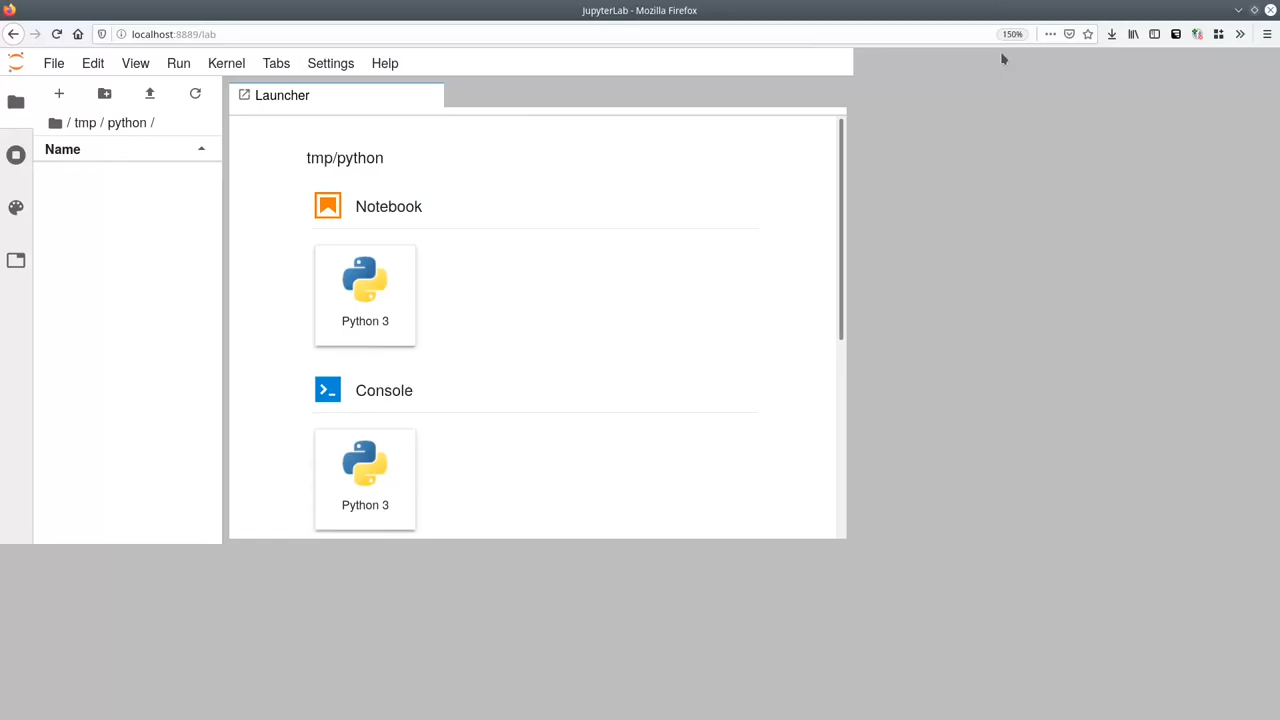 JupyterLab - Mozilla Firefox
localhost:8889/lab
150%
File Edit View Run Kernel Tabs Settings Help
Launcher
/ tmp / python /
Name
tmp/python
Notebook
Python 3
Console
Python 3